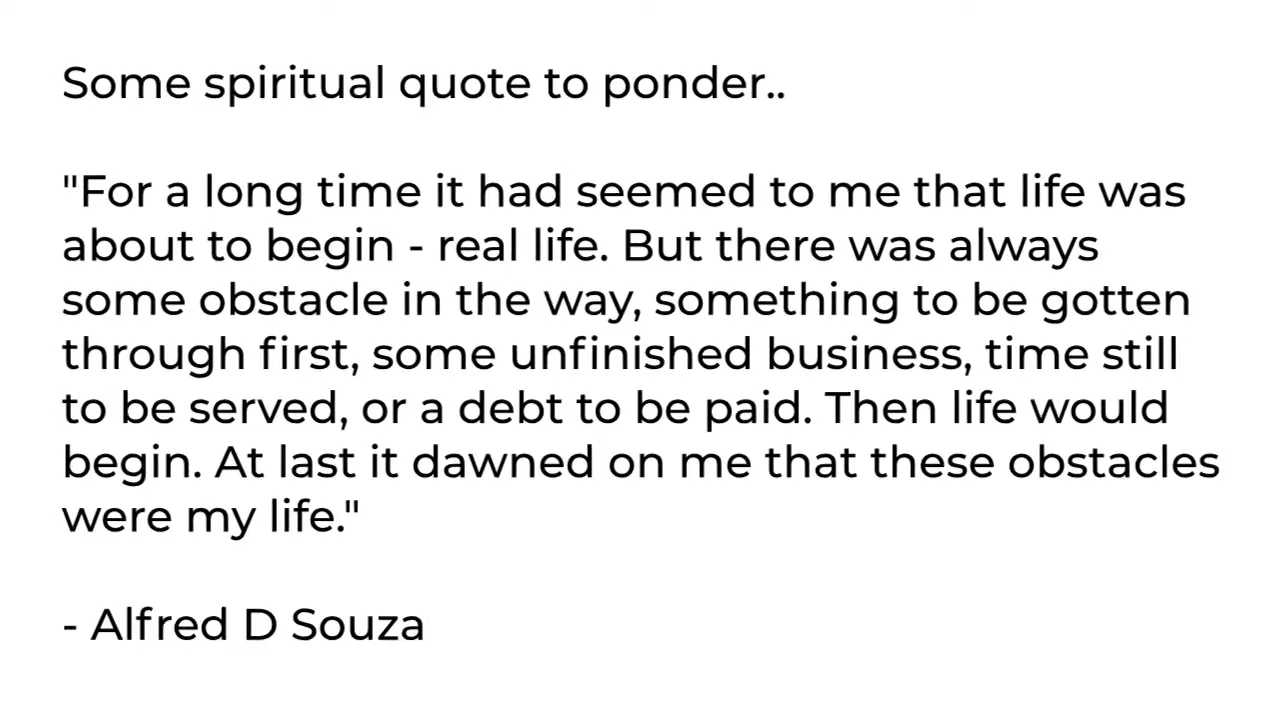 Some spiritual quote to ponder..
"For a long time it had seemed to me that life was
about to begin - real life. But there was always
some obstacle in the way, something to be gotten
through first, some unfinished business, time still
to be served, or a debt to be paid. Then life would
begin. At last it dawned on me that these obstacles
were my life."
- Alfred D Souza